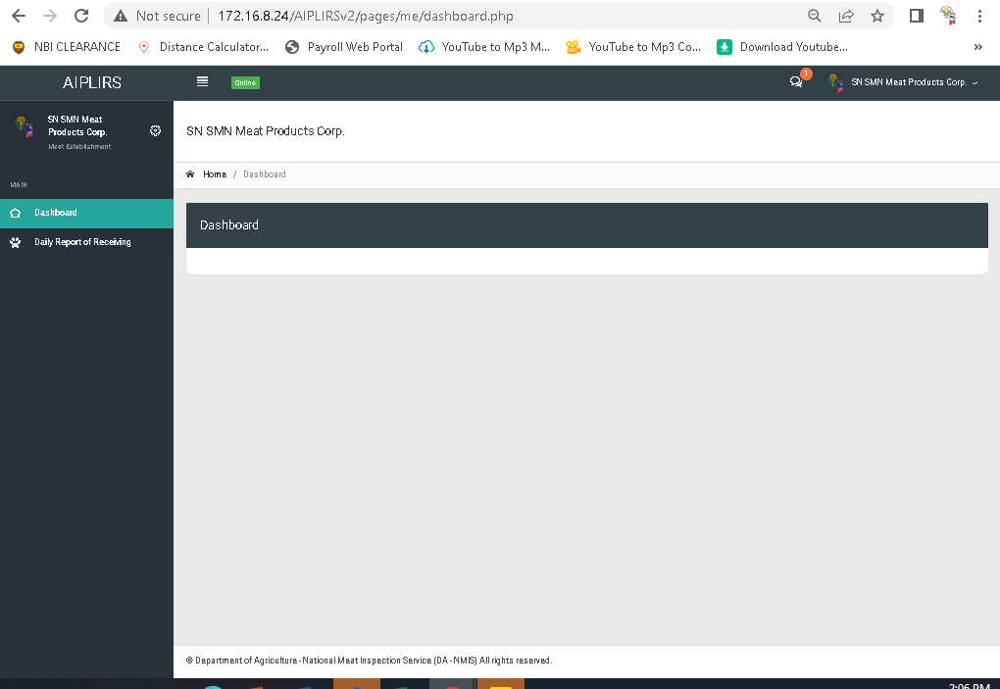 Not secure
172.16.8.24/AIPLIRSv2/pages/me/dashboard.php
NBI CLEARANCE
Distance Calculator...
Payroll Web Portal
YouTube to Mp3 M...
YouTube to Mp3 Co...
Download Youtube...
»
AIPLIRS
Online
1
SN SMN Meat Products Corp.
SN SMN Meat
Products Corp.
Meat Establishment
SN SMN Meat Products Corp.
Home / Dashboard
MAIN
Dashboard
Daily Report of Receiving
Dashboard
© Department of Agriculture - National Meat Inspection Service (DA - NMIS) All rights reserved.
2:06 PM